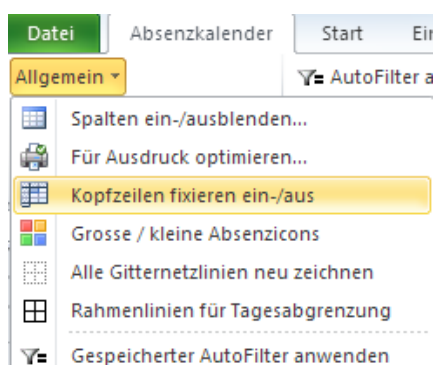 Datei Absenzkalender Start
Allgemein AutoFilter
Spalten ein-/ausblenden...
Für Ausdruck optimieren...
Kopfzeilen fixieren ein-/aus
Grosse / kleine Absenzicons
Alle Gitternetzlinien neu zeichnen
Rahmenlinien für Tagesabgrenzung
Gespeicherter AutoFilter anwenden